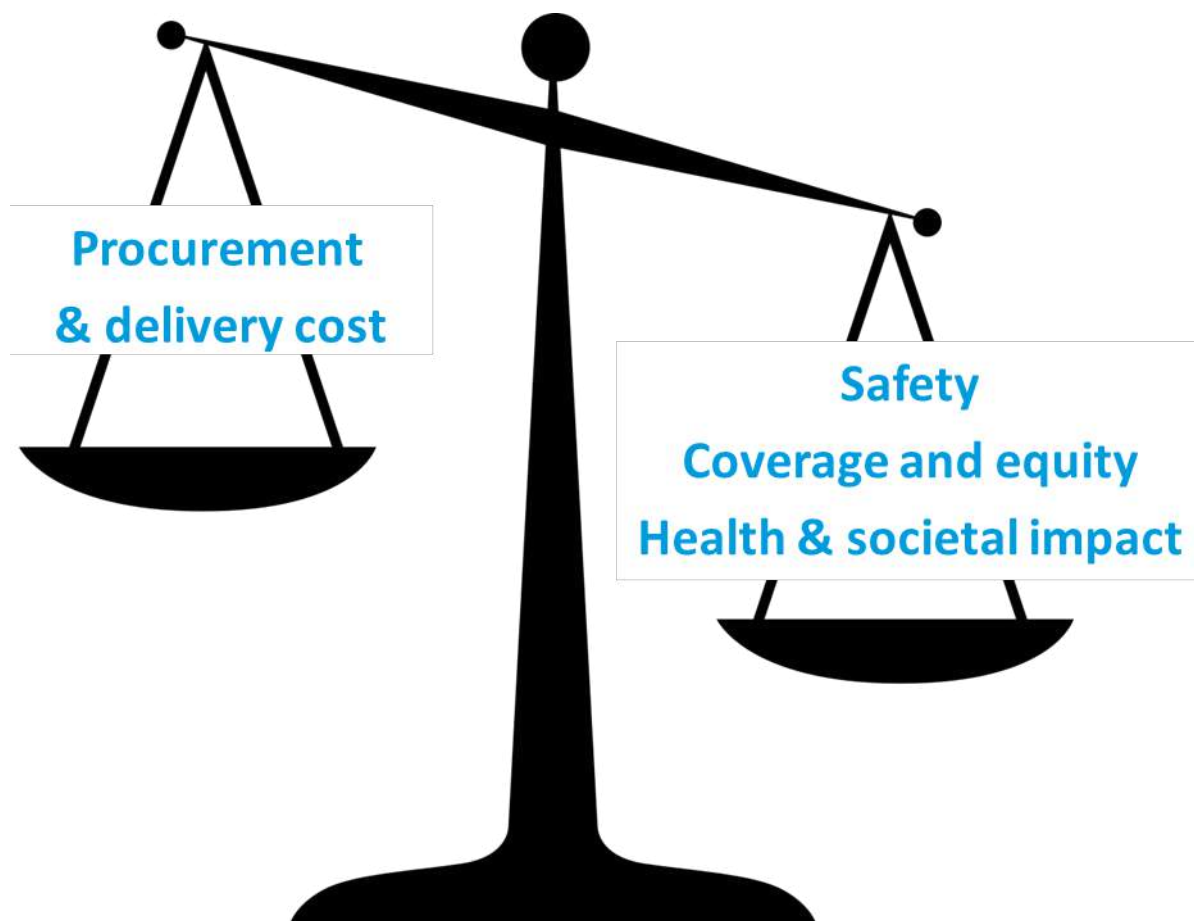 Procurement
& delivery cost
Safety
Coverage and equity
Health & societal impact